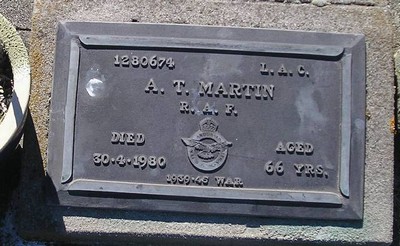 1280674 L. A. C.
A. T. MARTIN
R. A. F.
DIED AGED
30·4·1980 66 YRS.
1939-45 WAR